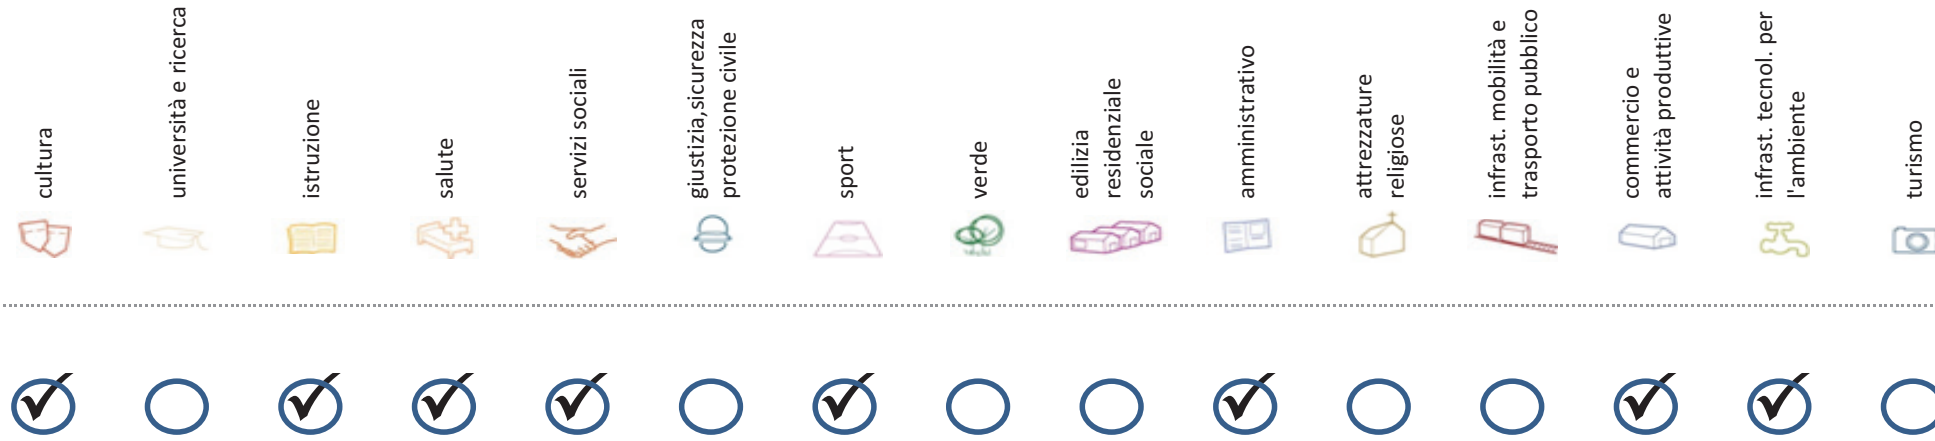 cultura
università e ricerca
istruzione
salute
servizi sociali
giustizia,sicurezza
protezione civile
sport
verde
edilizia
residenziale
sociale
amministrativo
attrezzature
religiose
infrast. mobilità e
trasporto pubblico
commercio e
attività produttive
infrast. tecnol. per
l'ambiente
turismo